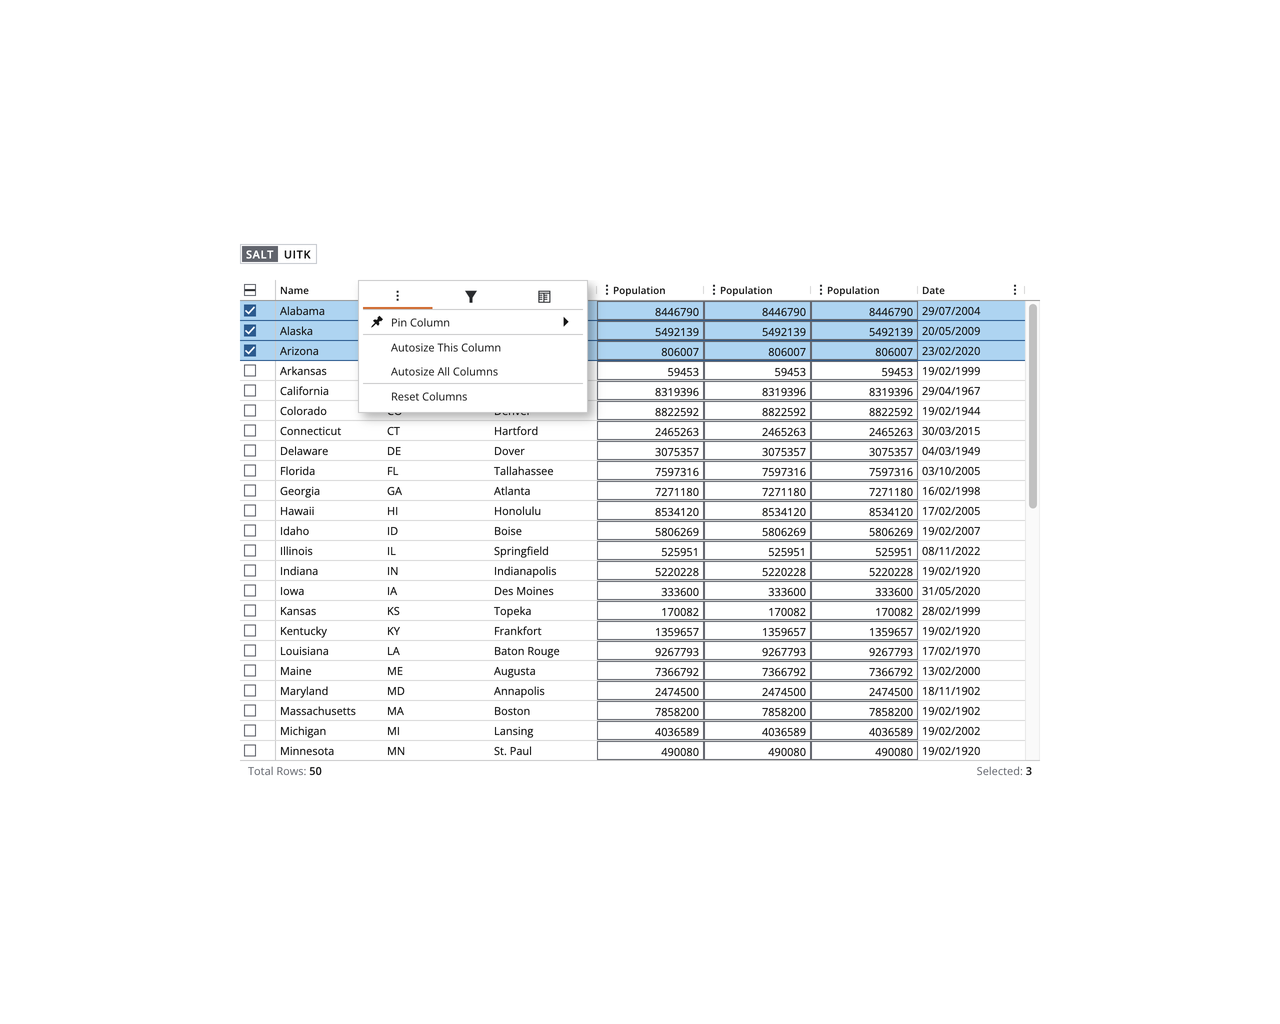 SALT UITK
Name Population Population Population Date
Alabama 8446790 8446790 8446790 29/07/2004
Pin Column
Alaska 5492139 5492139 5492139 20/05/2009
Autosize This Column
Arizona 806007 806007 806007 23/02/2020
Autosize All Columns
Arkansas 59453 59453 59453 19/02/1999
Reset Columns
California 8319396 8319396 8319396 29/04/1967
Colorado CO Denver 8822592 8822592 8822592 19/02/1944
Connecticut CT Hartford 2465263 2465263 2465263 30/03/2015
Delaware DE Dover 3075357 3075357 3075357 04/03/1949
Florida FL Tallahassee 7597316 7597316 7597316 03/10/2005
Georgia GA Atlanta 7271180 7271180 7271180 16/02/1998
Hawaii HI Honolulu 8534120 8534120 8534120 17/02/2005
Idaho ID Boise 5806269 5806269 5806269 19/02/2007
Illinois IL Springfield 525951 525951 525951 08/11/2022
Indiana IN Indianapolis 5220228 5220228 5220228 19/02/1920
Iowa IA Des Moines 333600 333600 333600 31/05/2020
Kansas KS Topeka 170082 170082 170082 28/02/1999
Kentucky KY Frankfort 1359657 1359657 1359657 19/02/1920
Louisiana LA Baton Rouge 9267793 9267793 9267793 17/02/1970
Maine ME Augusta 7366792 7366792 7366792 13/02/2000
Maryland MD Annapolis 2474500 2474500 2474500 18/11/1902
Massachusetts MA Boston 7858200 7858200 7858200 19/02/1902
Michigan MI Lansing 4036589 4036589 4036589 19/02/2002
Minnesota MN St. Paul 490080 490080 490080 19/02/1920
Total Rows: 50 Selected: 3